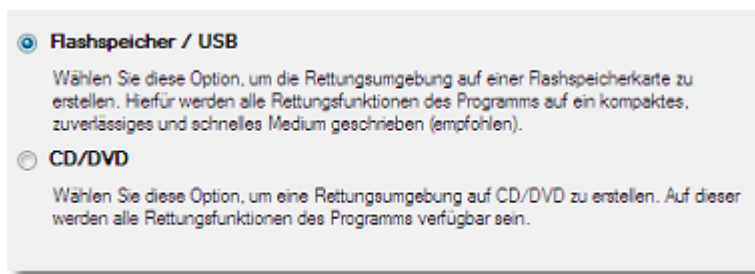 Flashspeicher / USB
Wählen Sie diese Option, um die Rettungsumgebung auf einer Flashspeicherkarte zu
erstellen. Hierfür werden alle Rettungsfunktionen des Programms auf ein kompaktes,
zuverlässiges und schnelles Medium geschrieben (empfohlen).
CD/DVD
Wählen Sie diese Option, um eine Rettungsumgebung auf CD/DVD zu erstellen. Auf dieser
werden alle Rettungsfunktionen des Programms verfügbar sein.